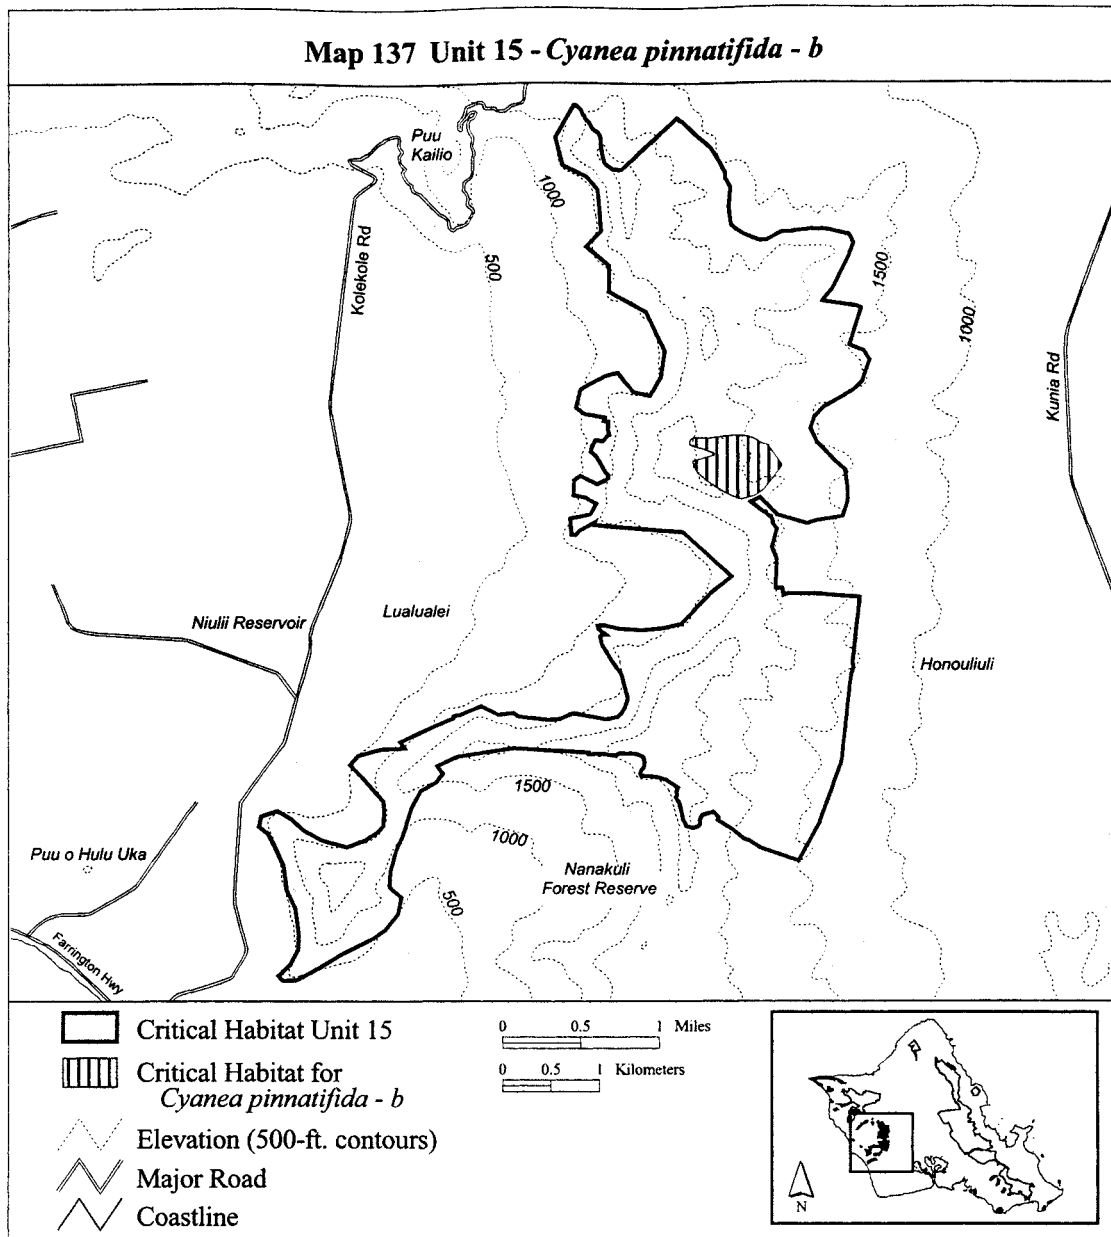 Map 137 Unit 15 - Cyanea pinnatifida - b
Puu
Kailio
1000
Kolekole Rd
500
1500
1000
Kunia Rd
Niulii Reservoir
Lualualei
Honouliuli
1500
1000
Puu o Hulu Uka
Nanakuli
Forest Reserve
500
Farrington Hwy
Critical Habitat Unit 15
Critical Habitat for
Cyanea pinnatifida - b
Elevation (500-ft. contours)
Major Road
Coastline
0 0.5 1 Miles
0 0.5 1 Kilometers
N